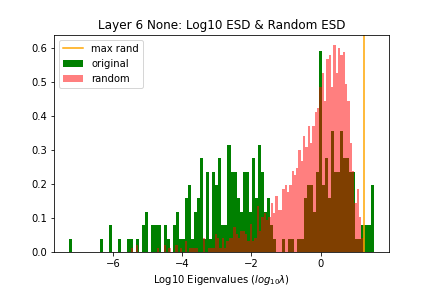 Layer 6 None: Log10 ESD & Random ESD
max rand
original
random
0.6
0.5
0.4
0.3
0.2
0.1
0.0
−6 −4 −2 0
Log10 Eigenvalues (log₁₀λ)